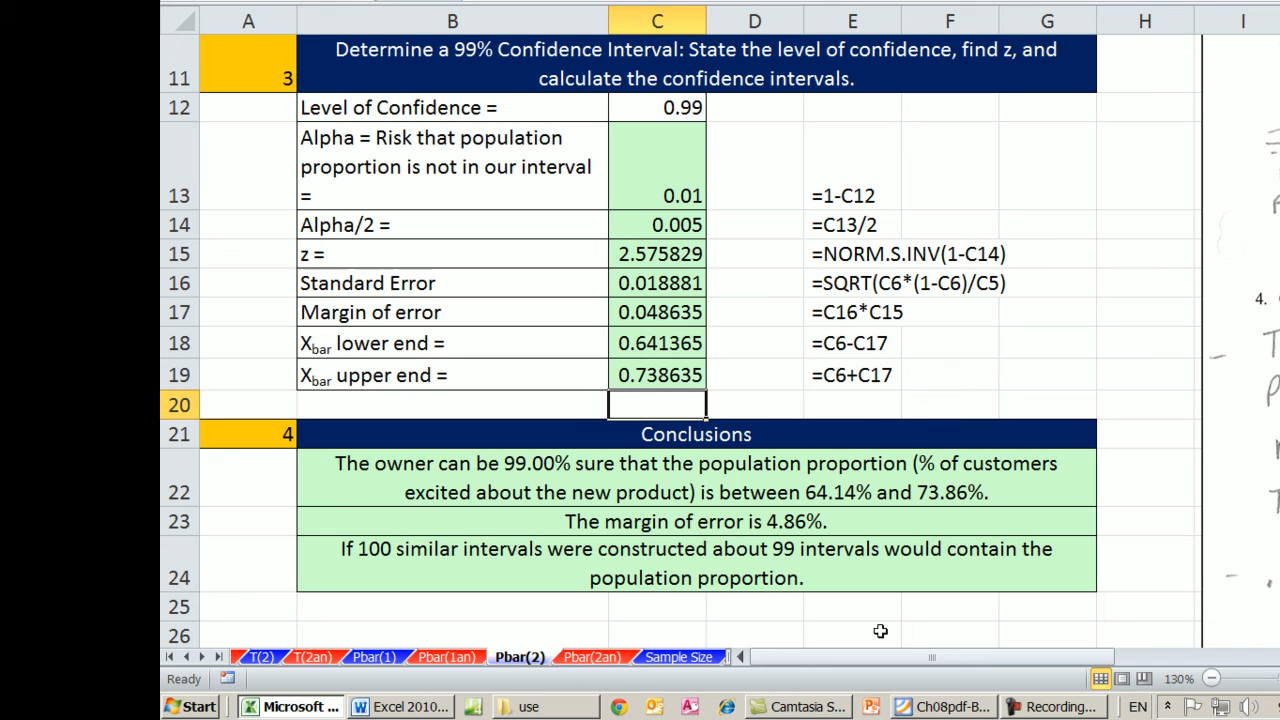 A B C D E F G H I
11 3 Determine a 99% Confidence Interval: State the level of confidence, find z, and
calculate the confidence intervals.
12 Level of Confidence = 0.99
Alpha = Risk that population
proportion is not in our interval
13 = 0.01 =1-C12
14 Alpha/2 = 0.005 =C13/2
15 z = 2.575829 =NORM.S.INV(1-C14)
16 Standard Error 0.018881 =SQRT(C6*(1-C6)/C5)
17 Margin of error 0.048635 =C16*C15
18 Xbar lower end = 0.641365 =C6-C17
19 Xbar upper end = 0.738635 =C6+C17
20
21 4 Conclusions
The owner can be 99.00% sure that the population proportion (% of customers
22 excited about the new product) is between 64.14% and 73.86%.
23 The margin of error is 4.86%.
If 100 similar intervals were constructed about 99 intervals would contain the
24 population proportion.
25
26
4.
T(2) T(2an) Pbar(1) Pbar(1an) Pbar(2) Pbar(2an) Sample Size
Ready 130%
Start Microsoft ... Excel 2010... use Camtasia S... Ch08pdf-B... Recording... EN